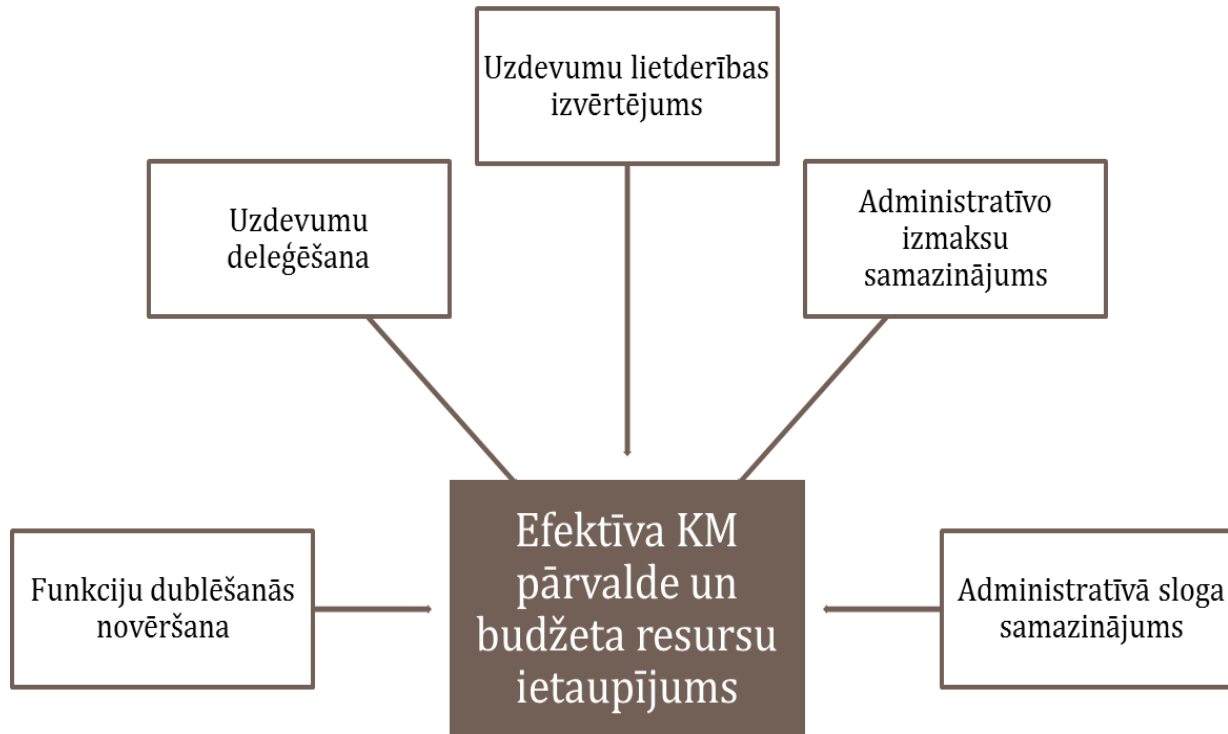 Uzdevumu lietderības
izvērtējums
Uzdevumu
deleģēšana
Administratīvo
izmaksu
samazinājums
Funkciju dublēšanās
novēršana
Efektīva KM
pārvalde un
budžeta resursu
ietaupījums
Administratīvā sloga
samazinājums